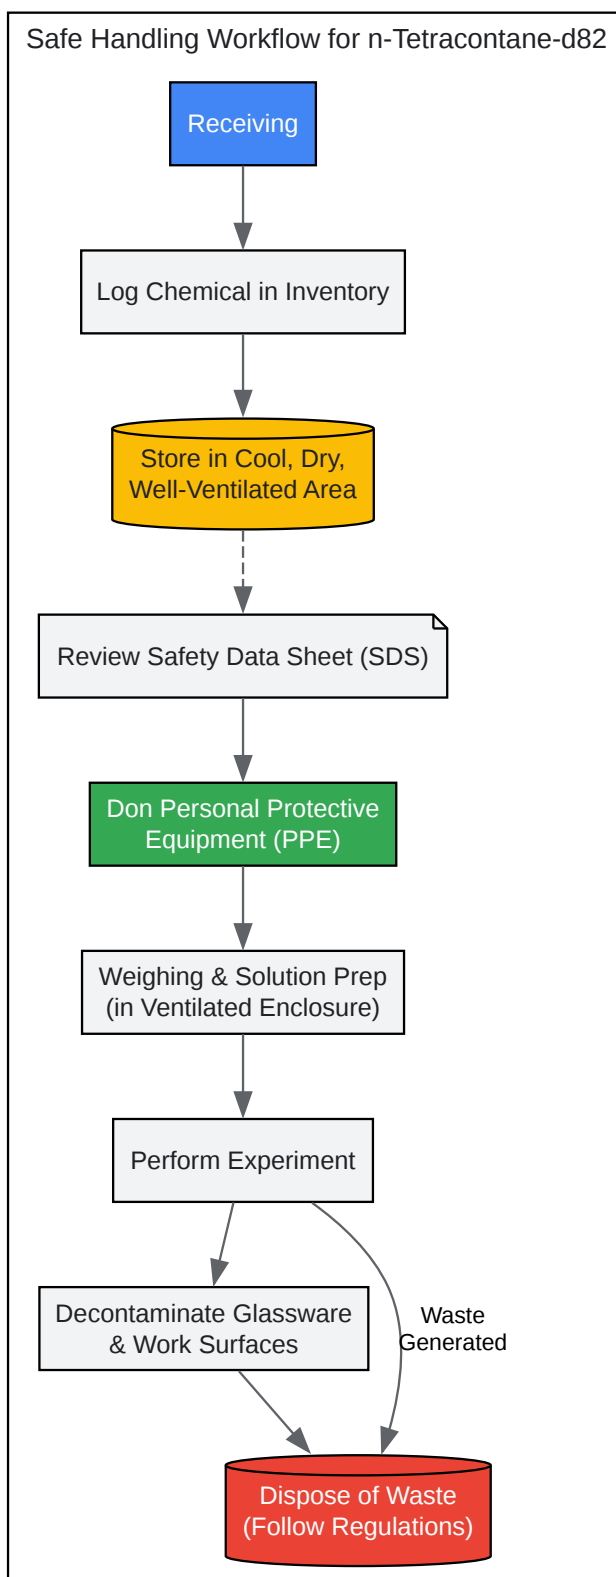 Safe Handling Workflow for n-Tetracontane-d82
Receiving
Log Chemical in Inventory
Store in Cool, Dry,
Well-Ventilated Area
Review Safety Data Sheet (SDS)
Don Personal Protective
Equipment (PPE)
Weighing & Solution Prep
(in Ventilated Enclosure)
Perform Experiment
Decontaminate Glassware
& Work Surfaces
Waste
Generated
Dispose of Waste
(Follow Regulations)